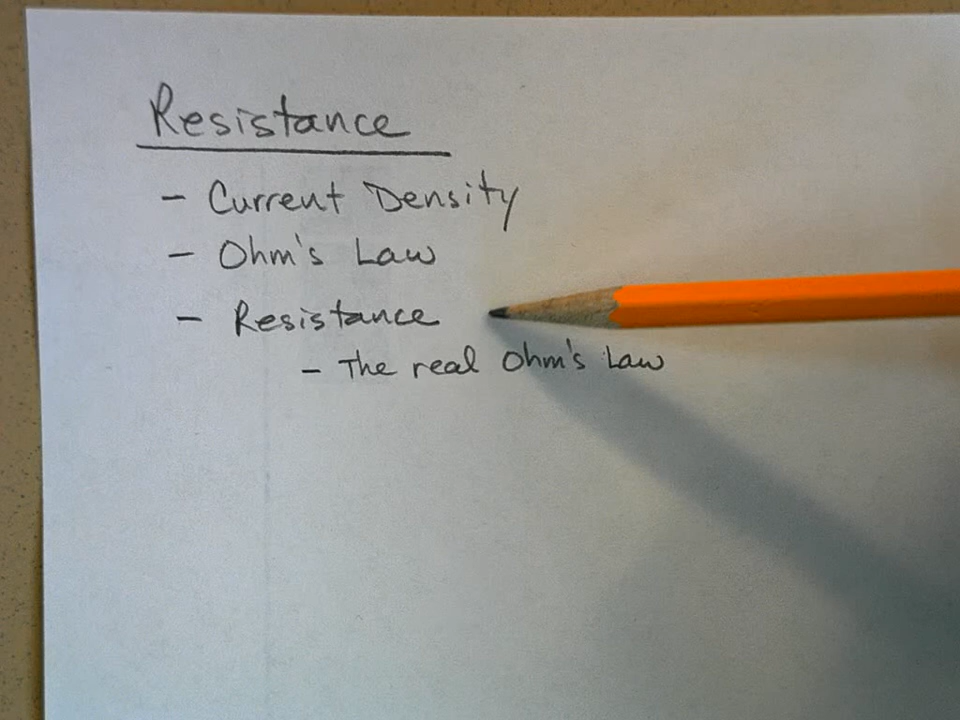 Resistance
- Current Density
- Ohm's Law
- Resistance
- The real Ohm's Law